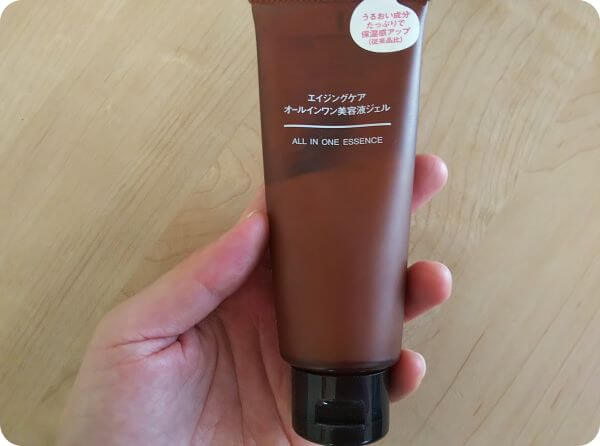 うるおい成分
たっぷりで
保湿感アップ
(従来品比)
エイジングケア
オールインワン美容液ジェル
ALL IN ONE ESSENCE